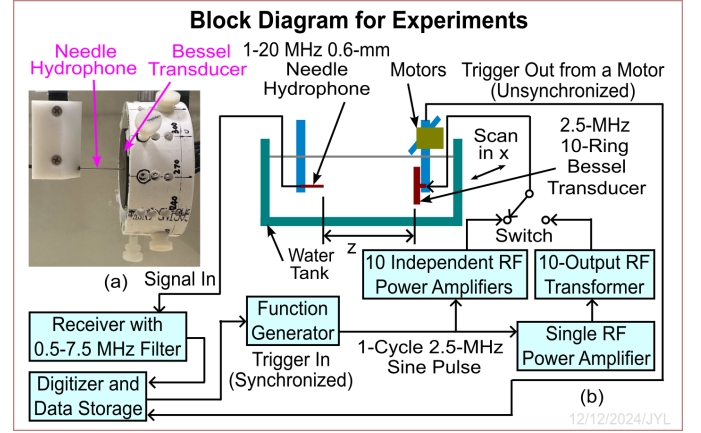 Block Diagram for Experiments
Needle
Hydrophone
Bessel
Transducer
1-20 MHz 0.6-mm
Needle
Hydrophone
Motors
Trigger Out from a Motor
(Unsynchronized)
Scan
in x
2.5-MHz
10-Ring
Bessel
Transducer
300
270
240
(a)
Signal In
Water
Tank
z
Switch
10 Independent RF
Power Amplifiers
10-Output RF
Transformer
Function
Generator
Receiver with
0.5-7.5 MHz Filter
Trigger In
(Synchronized)
1-Cycle 2.5-MHz
Sine Pulse
Single RF
Power Amplifier
Digitizer and
Data Storage
(b)
12/12/2024/JYL